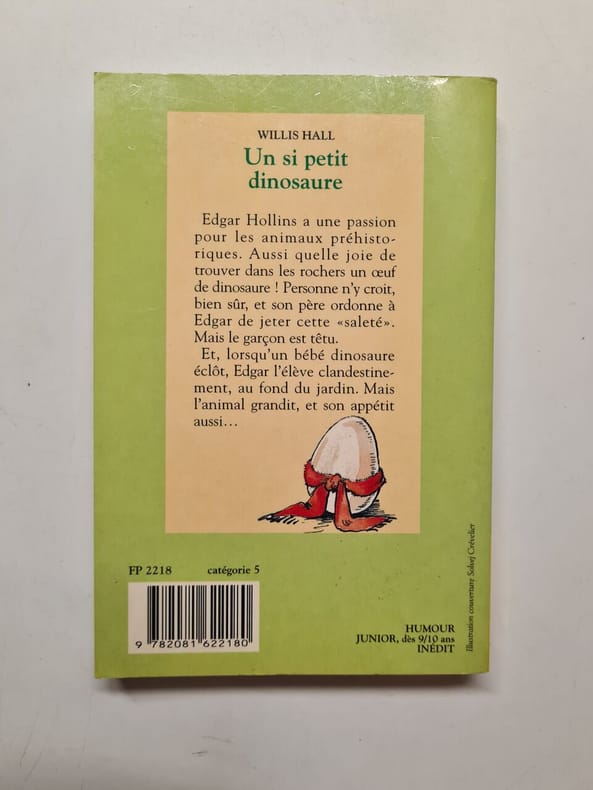 WILLIS HALL
Un si petit
dinosaure
Edgar Hollins a une passion
pour les animaux préhisto-
riques. Aussi quelle joie de
trouver dans les rochers un œuf
de dinosaure ! Personne n'y croit,
bien sûr, et son père ordonne à
Edgar de jeter cette «saleté».
Mais le garçon est têtu.
Et, lorsqu'un bébé dinosaure
éclôt, Edgar l'élève clandestine-
ment, au fond du jardin. Mais
l'animal grandit, et son appétit
aussi…
FP 2218 catégorie 5
9 782081 622180
HUMOUR
JUNIOR, dès 9/10 ans
INÉDIT
Illustration couverture Solvej Crévelier